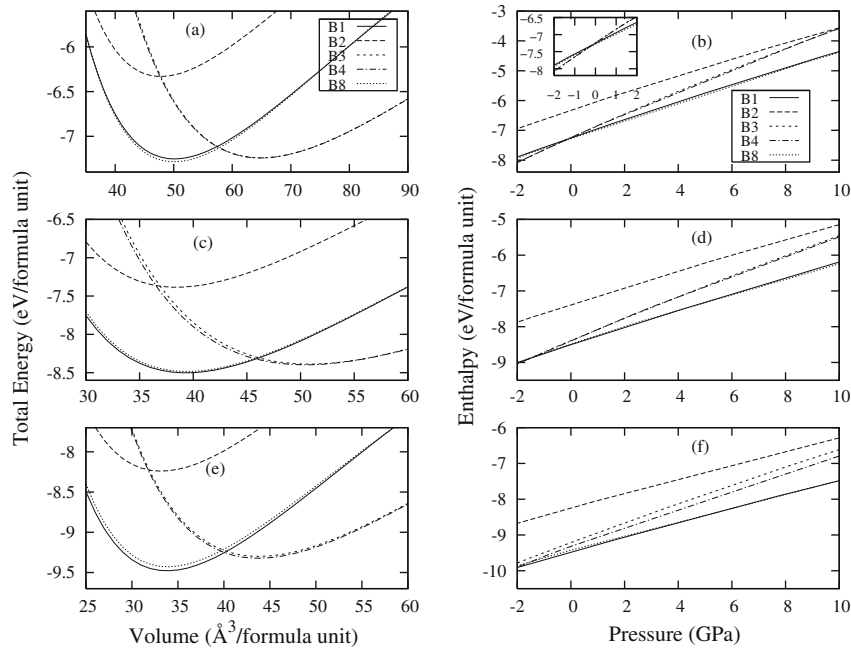 (a)
B1
B2
B3
B4
B8
-6
-6.5
-7
40 50 60 70 80 90
(b)
-6.5
-7
-7.5
-8
-2 -1 0 1 2
B1
B2
B3
B4
B8
-3
-4
-5
-6
-7
-8
-2 0 2 4 6 8 10
(c)
-6.5
-7
-7.5
-8
-8.5
30 35 40 45 50 55 60
(d)
-5
-6
-7
-8
-9
-2 0 2 4 6 8 10
(e)
-8
-8.5
-9
-9.5
25 30 35 40 45 50 55 60
(f)
-6
-7
-8
-9
-10
-2 0 2 4 6 8 10
Total Energy (eV/formula unit)
Enthalpy (eV/formula unit)
Volume (Å³/formula unit)
Pressure (GPa)